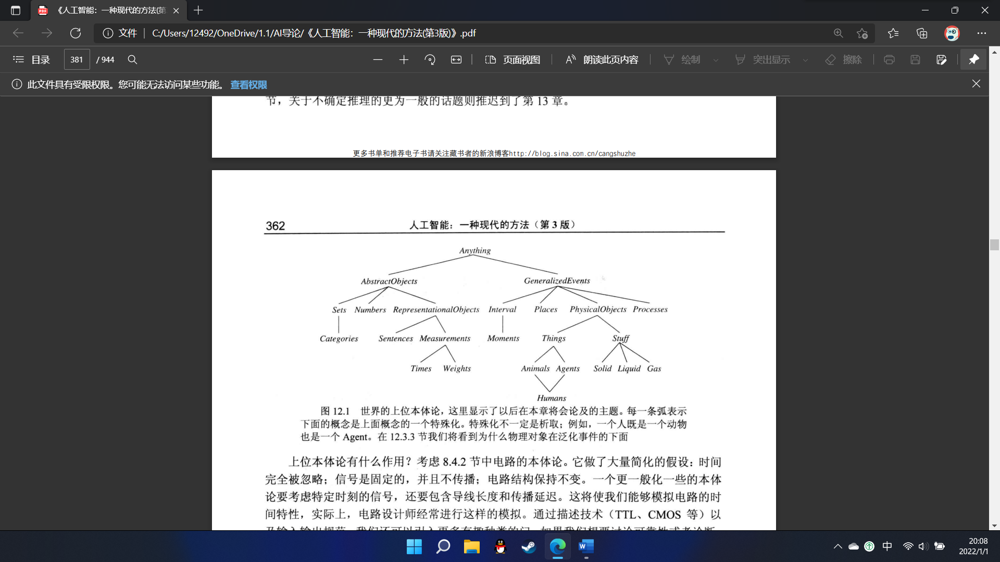 《人工智能：一种现代的方法(第
文件
C:/Users/12492/OneDrive/1.1/AI导论/《人工智能：一种现代的方法(第3版)》.pdf
目录 381 / 944 页面视图 朗读此页内容 绘制 突出显示 擦除
此文件具有受限权限。您可能无法访问某些功能。 查看权限
节，关于不确定推理的更为一般的话题则推迟到了第 13 章。
更多书单和推荐电子书请关注藏书者的新浪博客http://blog.sina.com.cn/cangshuzhe
362 人工智能：一种现代的方法（第 3 版）
Anything
AbstractObjects GeneralizedEvents
Sets Numbers RepresentationalObjects Interval Places PhysicalObjects Processes
Categories Sentences Measurements Moments Things Stuff
Times Weights Animals Agents Solid Liquid Gas
Humans
图 12.1 世界的上位本体论，这里显示了以后在本章将会论及的主题。每一条弧表示
下面的概念是上面概念的一个特殊化。特殊化不一定是析取；例如，一个人既是一个动物
也是一个 Agent。在 12.3.3 节我们将看到为什么物理对象在泛化事件的下面
上位本体论有什么作用？考虑 8.4.2 节中电路的本体论。它做了大量简化的假设：时间
完全被忽略；信号是固定的，并且不传播；电路结构保持不变。一个更一般化一些的本体
论要考虑特定时刻的信号，还要包含导线长度和传播延迟。这将使我们能够模拟电路的时
间特性，实际上，电路设计师经常进行这样的模拟。通过描述技术（TTL、CMOS 等）以
中
20:08
2022/1/1